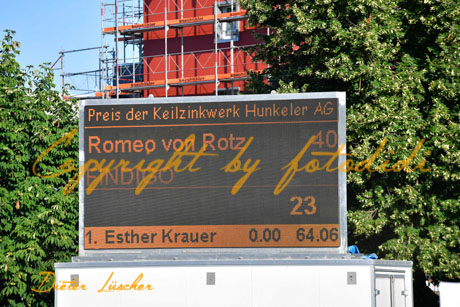 Preis der Keilzinkwerk Hunkeler AG
Romeo von Rotz 40
Copyright by fotodidi
23
1. Esther Krauer 0.00 64.06
Dieter Lüscher